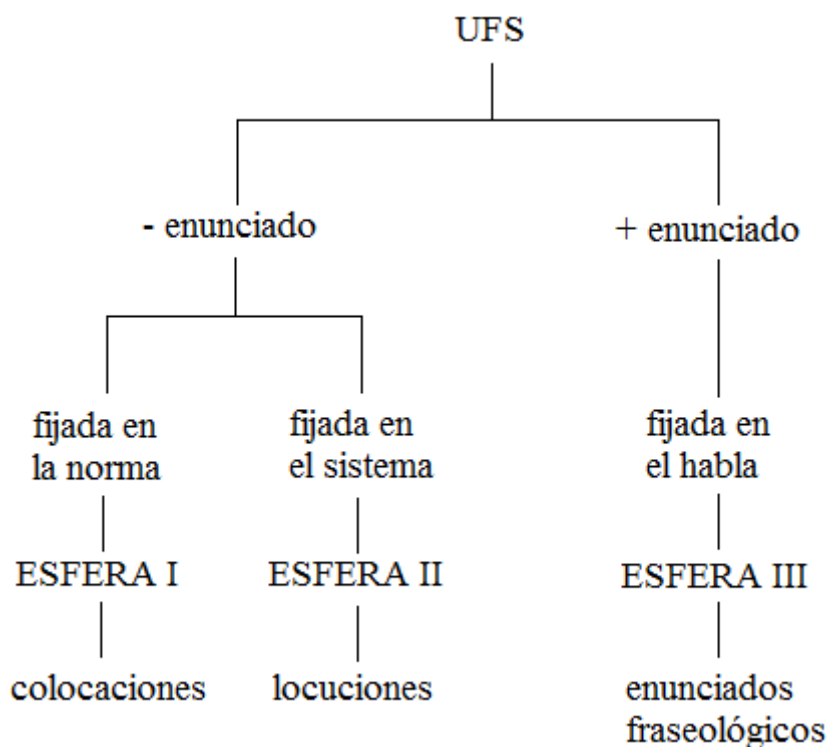 UFS
- enunciado
+ enunciado
fijada en
la norma
fijada en
el sistema
fijada en
el habla
ESFERA I
ESFERA II
ESFERA III
colocaciones
locuciones
enunciados
fraseológicos